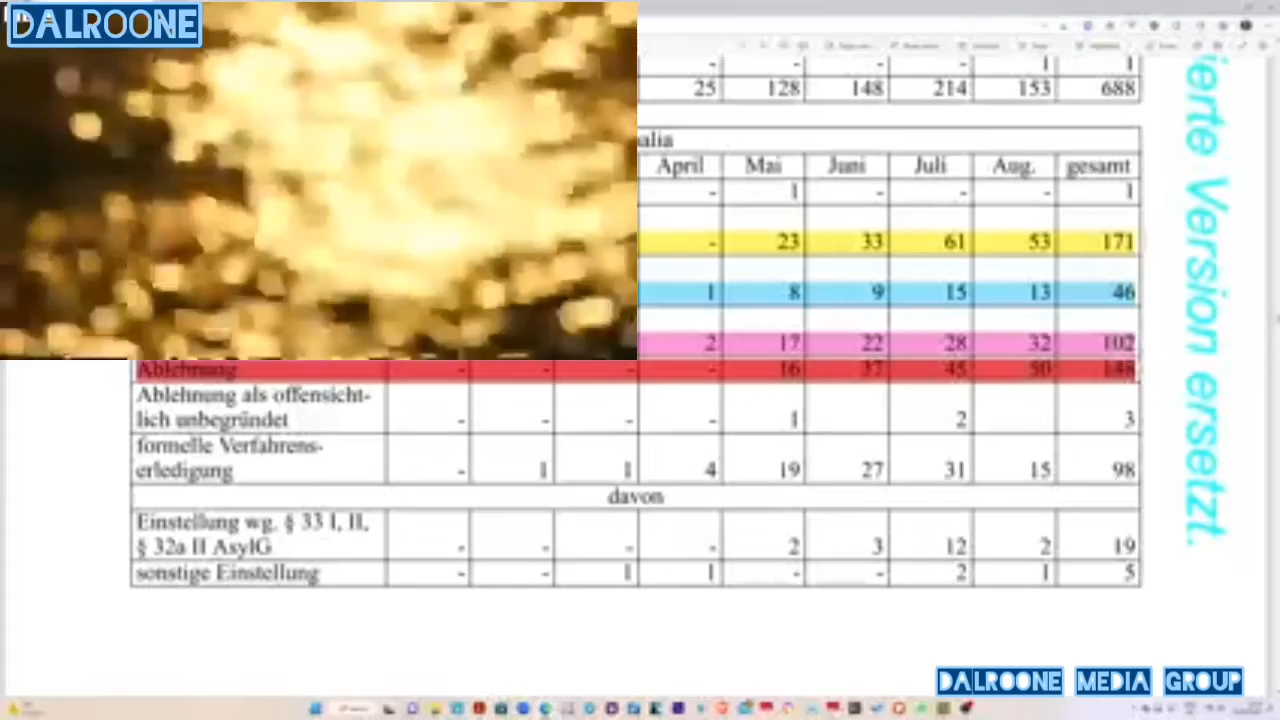 DALROONE
- - - - 1 1
25 128 148 214 153 688
alia
April Mai Juni Juli Aug. gesamt
- 1 - - - 1
- 23 33 61 53 171
1 8 9 15 13 46
2 17 22 28 32 102
Ablehnung - - - - 16 37 45 50 148
Ablehnung als offensicht-
lich unbegründet - - - - 1 2 3
formelle Verfahrens-
erledigung - 1 1 4 19 27 31 15 98
davon
Einstellung wg. § 33 I, II,
§ 32a II AsylG - - - - 2 3 12 2 19
sonstige Einstellung - - 1 1 - - 2 1 5
ierte Version ersetzt.
DALROONE MEDIA GROUP